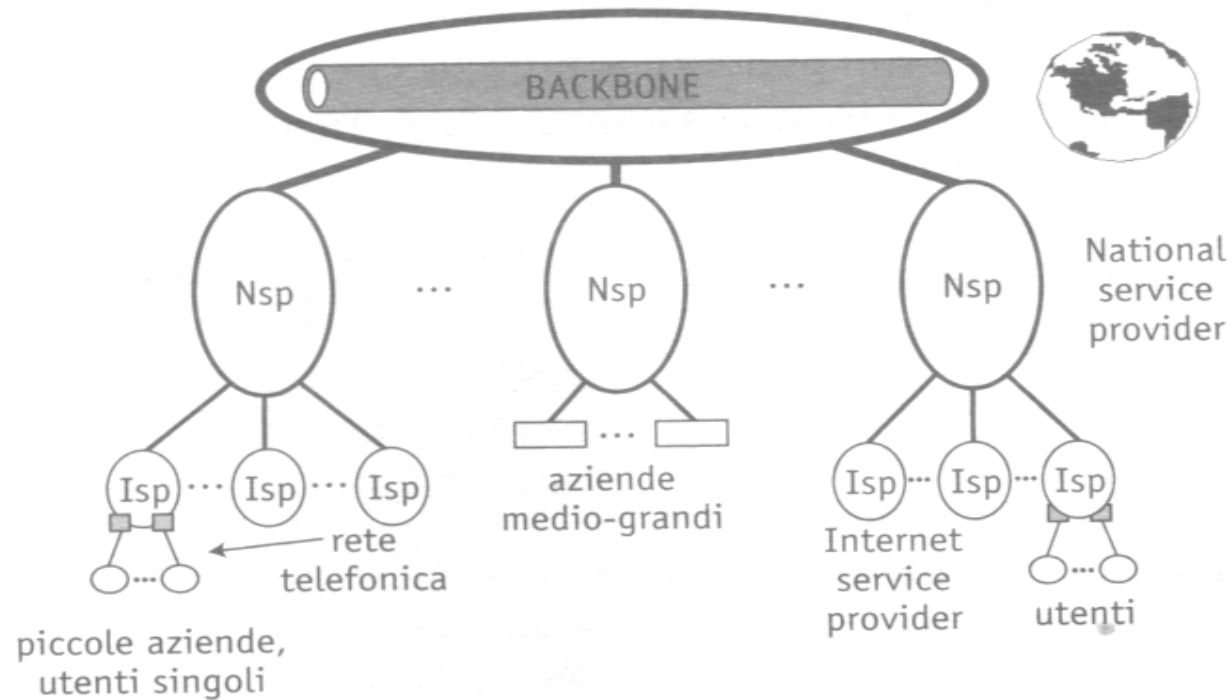 BACKBONE
Nsp
...
Nsp
...
Nsp
National
service
provider
Isp
...
Isp
...
Isp
...
aziende
medio-grandi
Isp
...
Isp
...
Isp
rete
telefonica
Internet
service
provider
...
...
utenti
piccole aziende,
utenti singoli